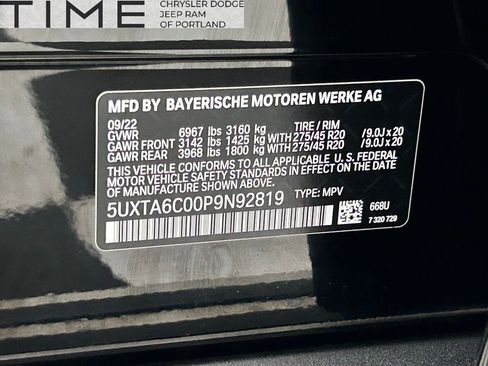 TIME
CHRYSLER DODGE
JEEP RAM
OF PORTLAND
MFD BY BAYERISCHE MOTOREN WERKE AG
09/22
GVWR 6967 lbs 3160 kg TIRE / RIM
GAWR FRONT 3142 lbs 1425 kg WITH 275/45 R20 /9.0J x 20
GAWR REAR 3968 lbs 1800 kg WITH 275/45 R20 /9.0J x 20
THIS VEHICLE CONFORMS TO ALL APPLICABLE U. S. FEDERAL
MOTOR VEHICLE SAFETY STANDARDS IN EFFECT ON THE
DATE OF MANUFACTURE SHOWN ABOVE.
5UXTA6C00P9N92819 TYPE: MPV
668U
7 320 729